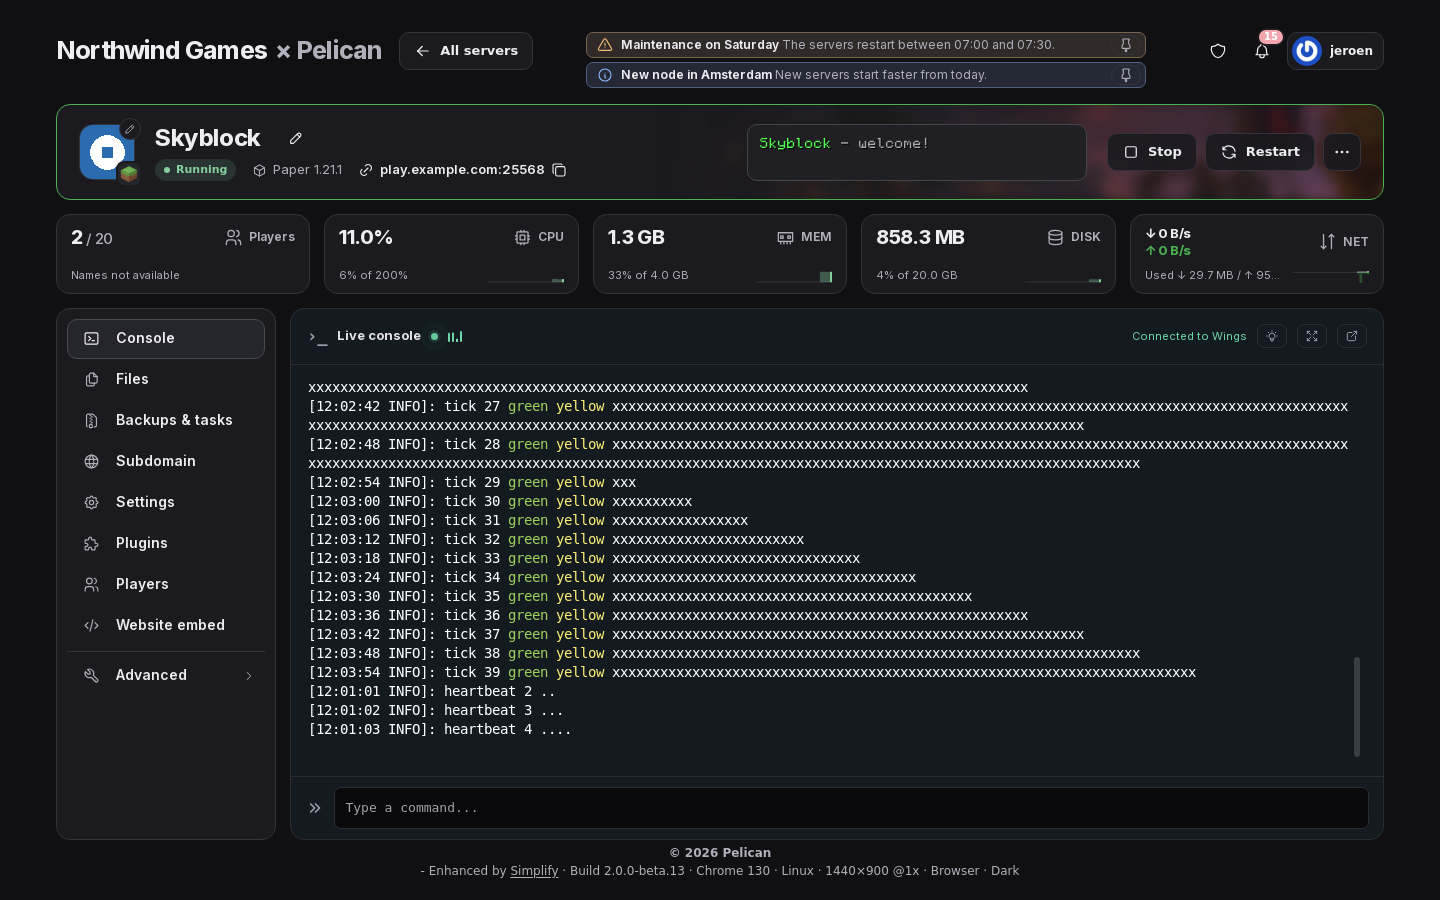 Northwind Games × Pelican
All servers
Maintenance on Saturday The servers restart between 07:00 and 07:30.
New node in Amsterdam New servers start faster from today.
15
jeroen
Skyblock
Running
Paper 1.21.1
play.example.com:25568
Skyblock – welcome!
Stop
Restart
2 / 20
Players
Names not available
11.0%
CPU
6% of 200%
1.3 GB
MEM
33% of 4.0 GB
858.3 MB
DISK
4% of 20.0 GB
↓ 0 B/s
↑ 0 B/s
NET
Used ↓ 29.7 MB / ↑ 95...
Console
Files
Backups & tasks
Subdomain
Settings
Plugins
Players
Website embed
Advanced
Live console
Connected to Wings
xxxxxxxxxxxxxxxxxxxxxxxxxxxxxxxxxxxxxxxxxxxxxxxxxxxxxxxxxxxxxxxxxxxxxxxxxxxxxxxxxxxxxxxxxx
[12:02:42 INFO]: tick 27 green yellow xxxxxxxxxxxxxxxxxxxxxxxxxxxxxxxxxxxxxxxxxxxxxxxxxxxxxxxxxxxxxxxxxxxxxxxxxxxxxxxxxxxxxxxxxxxx
xxxxxxxxxxxxxxxxxxxxxxxxxxxxxxxxxxxxxxxxxxxxxxxxxxxxxxxxxxxxxxxxxxxxxxxxxxxxxxxxxxxxxxxxxxxxxxxxx
[12:02:48 INFO]: tick 28 green yellow xxxxxxxxxxxxxxxxxxxxxxxxxxxxxxxxxxxxxxxxxxxxxxxxxxxxxxxxxxxxxxxxxxxxxxxxxxxxxxxxxxxxxxxxxxxx
xxxxxxxxxxxxxxxxxxxxxxxxxxxxxxxxxxxxxxxxxxxxxxxxxxxxxxxxxxxxxxxxxxxxxxxxxxxxxxxxxxxxxxxxxxxxxxxxxxxxxxxx
[12:02:54 INFO]: tick 29 green yellow xxx
[12:03:00 INFO]: tick 30 green yellow xxxxxxxxxx
[12:03:06 INFO]: tick 31 green yellow xxxxxxxxxxxxxxxxx
[12:03:12 INFO]: tick 32 green yellow xxxxxxxxxxxxxxxxxxxxxxxx
[12:03:18 INFO]: tick 33 green yellow xxxxxxxxxxxxxxxxxxxxxxxxxxxxxxx
[12:03:24 INFO]: tick 34 green yellow xxxxxxxxxxxxxxxxxxxxxxxxxxxxxxxxxxxxxx
[12:03:30 INFO]: tick 35 green yellow xxxxxxxxxxxxxxxxxxxxxxxxxxxxxxxxxxxxxxxxxxxxx
[12:03:36 INFO]: tick 36 green yellow xxxxxxxxxxxxxxxxxxxxxxxxxxxxxxxxxxxxxxxxxxxxxxxxxxxx
[12:03:42 INFO]: tick 37 green yellow xxxxxxxxxxxxxxxxxxxxxxxxxxxxxxxxxxxxxxxxxxxxxxxxxxxxxxxxxxx
[12:03:48 INFO]: tick 38 green yellow xxxxxxxxxxxxxxxxxxxxxxxxxxxxxxxxxxxxxxxxxxxxxxxxxxxxxxxxxxxxxxxxxx
[12:03:54 INFO]: tick 39 green yellow xxxxxxxxxxxxxxxxxxxxxxxxxxxxxxxxxxxxxxxxxxxxxxxxxxxxxxxxxxxxxxxxxxxxxxxxx
[12:01:01 INFO]: heartbeat 2 ..
[12:01:02 INFO]: heartbeat 3 ...
[12:01:03 INFO]: heartbeat 4 ....
Type a command...
© 2026 Pelican
- Enhanced by Simplify · Build 2.0.0-beta.13 · Chrome 130 · Linux · 1440×900 @1x · Browser · Dark